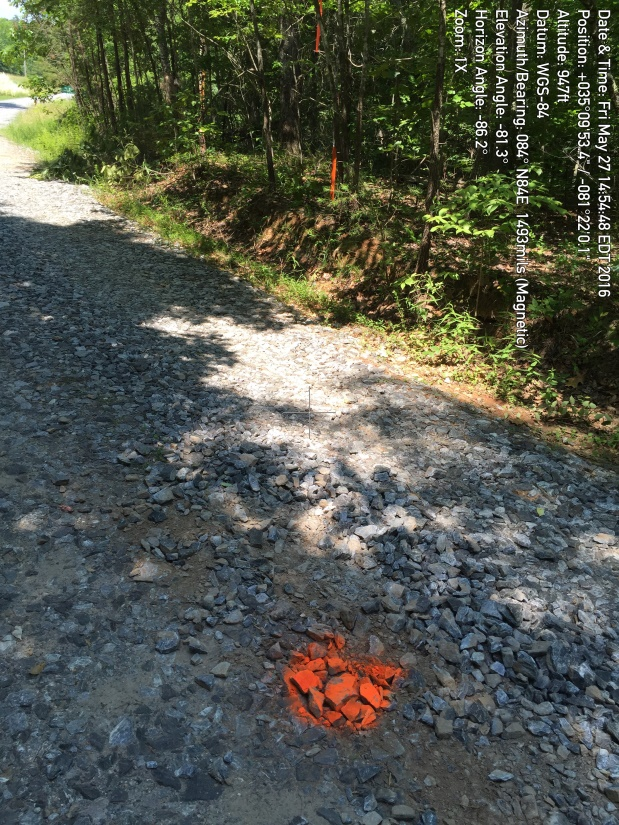 Date & Time: Fri May 27 14:54:48 EDT 2016
Position: +035°09'53.4" / -081°22'0.1"
Altitude: 947ft
Datum: WGS-84
Azimuth/Bearing: 084° N84E 1493mils (Magnetic)
Elevation Angle: -81.3°
Horizon Angle: -86.2°
Zoom: 1X